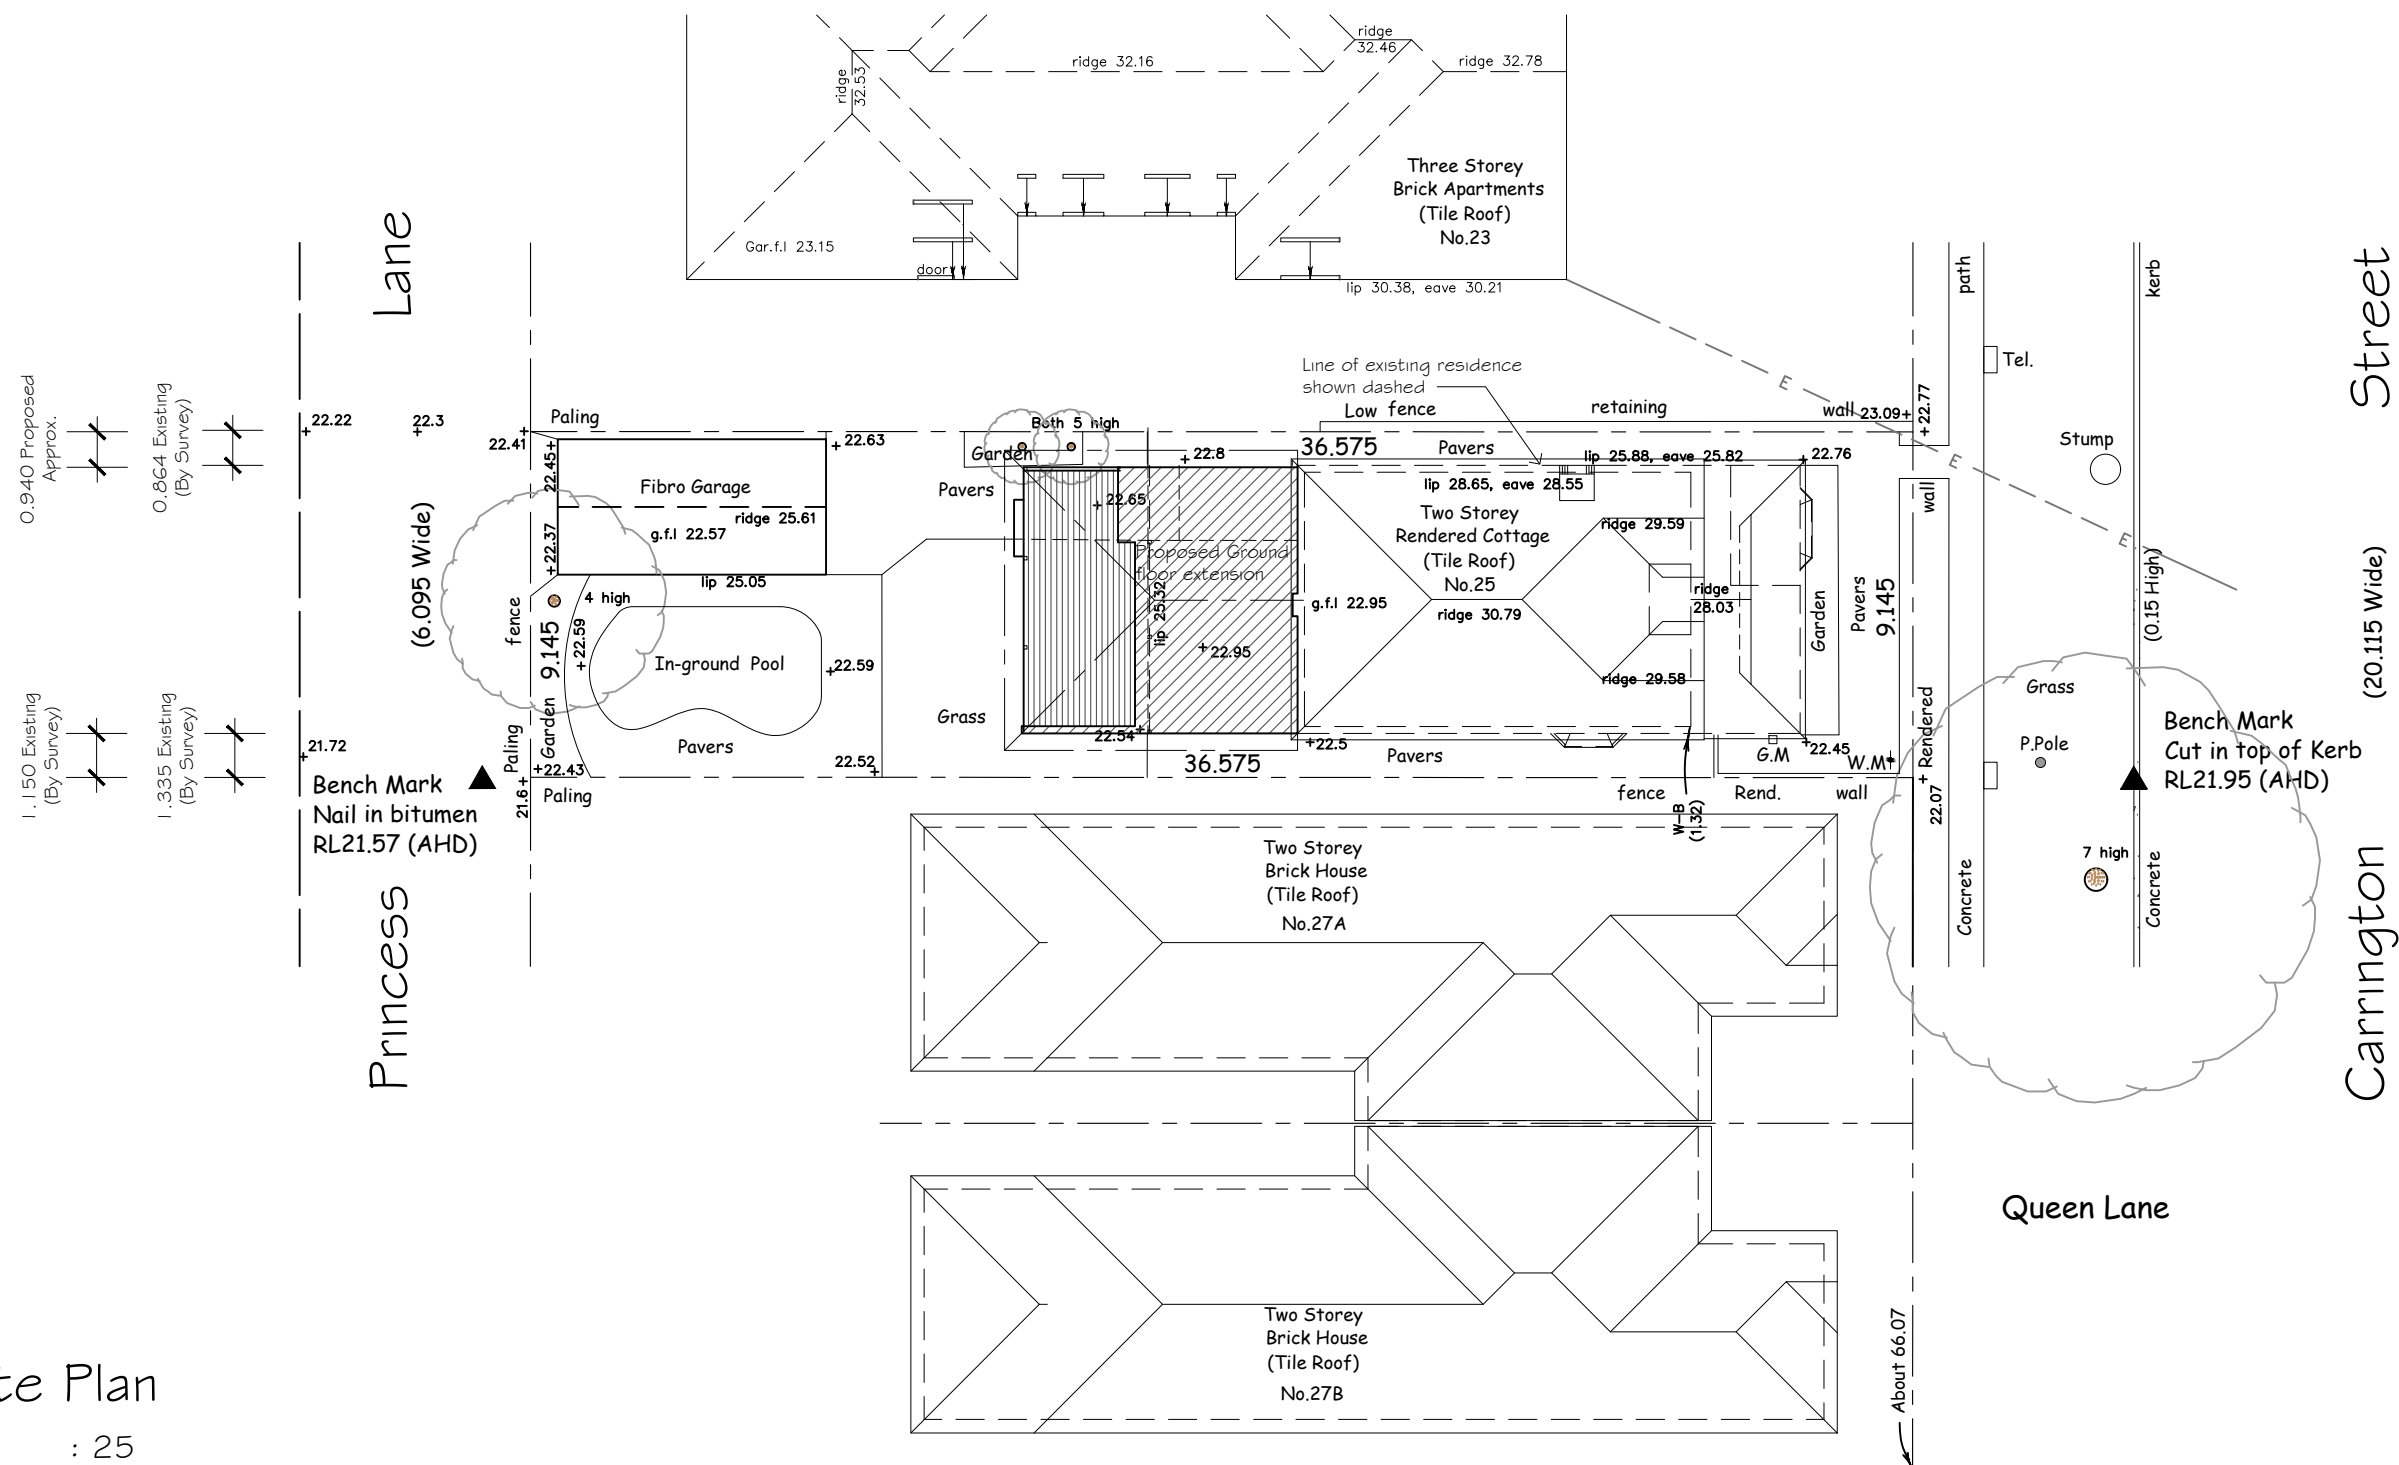 ridge
32.46
ridge 32.16
ridge 32.78
ridge
32.53
Three Storey
Brick Apartments
(Tile Roof)
No.23
Gar.f.l 23.15
door
lip 30.38, eave 30.21
Lane
path
kerb
Street
Tel.
Line of existing residence
shown dashed
0.940 Proposed
Approx.
0.864 Existing
(By Survey)
22.22
22.3
22.41
Paling
22.63
Both 5 high
Garden
22.8
36.575
Low fence
retaining
wall
23.09
22.77
Pavers
Stump
22.45
Fibro Garage
ridge 25.61
g.f.l 22.57
lip 25.05
22.37
Pavers
22.65
lip 25.88, eave 25.82
22.76
lip 28.65, eave 28.55
Two Storey
Rendered Cottage
(Tile Roof)
No.25
ridge 29.59
Proposed Ground
floor extension
lip 25.32
g.f.l 22.95
ridge 30.79
ridge
28.03
ridge 29.58
22.95
wall
E
E
E
(6.095 Wide)
fence
9.145
4 high
22.59
In-ground Pool
22.59
Garden
Pavers
9.145
(0.15 High)
(20.115 Wide)
1.150 Existing
(By Survey)
1.335 Existing
(By Survey)
21.72
Paling
Garden
Pavers
Grass
22.54
22.5
Pavers
36.575
G.M
22.45
W.M
Rendered
Grass
P.Pole
Bench Mark
Cut in top of Kerb
RL21.95 (AHD)
Bench Mark
Nail in bitumen
RL21.57 (AHD)
22.43
22.52
21.6
Paling
fence
Rend.
wall
W-B
(1.32)
22.07
7 high
Concrete
Concrete
Princess
Carrington
Two Storey
Brick House
(Tile Roof)
No.27A
Queen Lane
Two Storey
Brick House
(Tile Roof)
No.27B
About 66.07
te Plan
: 25